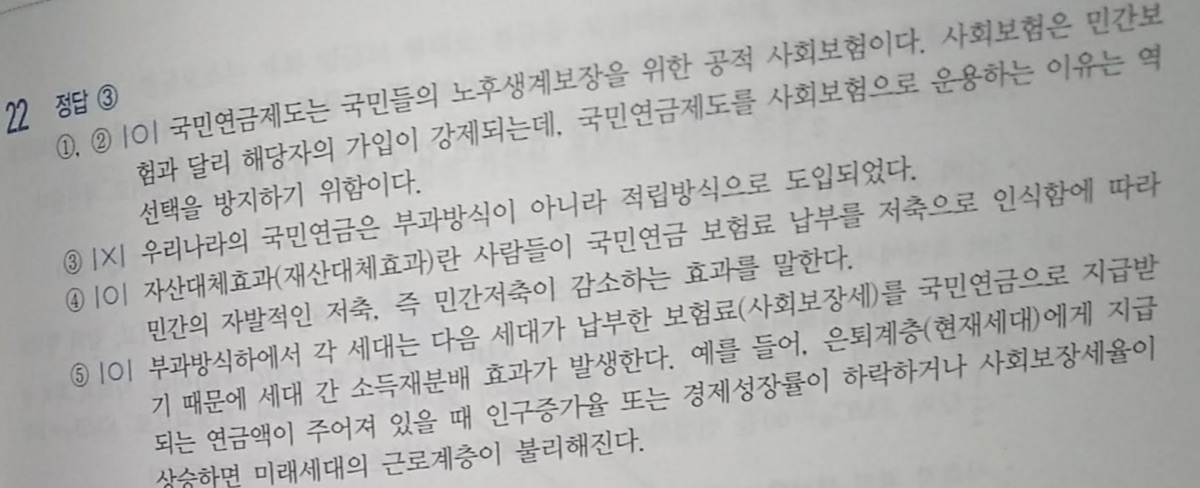 22 정답 ③
①, ② |O| 국민연금제도는 국민들의 노후생계보장을 위한 공적 사회보험이다. 사회보험은 민간보
험과 달리 해당자의 가입이 강제되는데, 국민연금제도를 사회보험으로 운용하는 이유는 역
선택을 방지하기 위함이다.
③ |X| 우리나라의 국민연금은 부과방식이 아니라 적립방식으로 도입되었다.
④ |O| 자산대체효과(재산대체효과)란 사람들이 국민연금 보험료 납부를 저축으로 인식함에 따라
민간의 자발적인 저축, 즉 민간저축이 감소하는 효과를 말한다.
⑤ |O| 부과방식하에서 각 세대는 다음 세대가 납부한 보험료(사회보장세)를 국민연금으로 지급받
기 때문에 세대 간 소득재분배 효과가 발생한다. 예를 들어, 은퇴계층(현재세대)에게 지급
되는 연금액이 주어져 있을 때 인구증가율 또는 경제성장률이 하락하거나 사회보장세율이
상승하면 미래세대의 근로계층이 불리해진다.